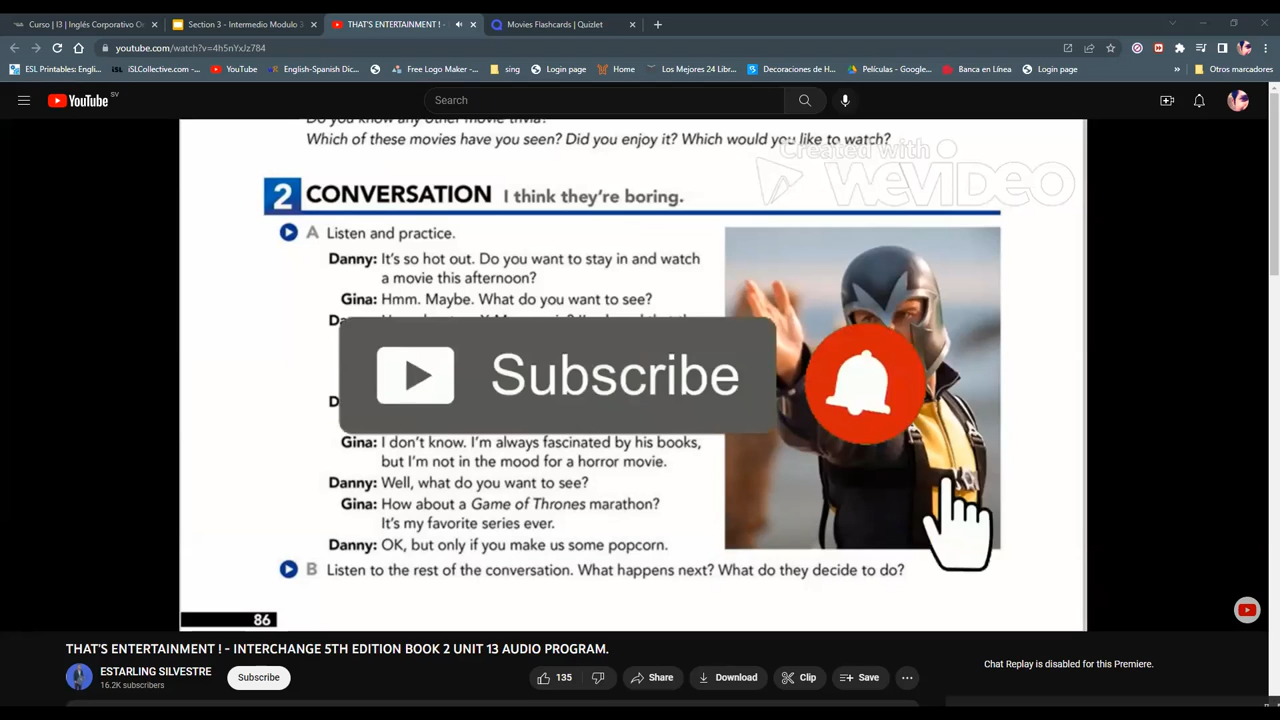 Curso | I3 | Inglés Corporativo On
Section 3 - Intermedio Modulo 3
THAT'S ENTERTAINMENT ! -
Movies Flashcards | Quizlet
youtube.com/watch?v=4h5nYxJz784
ESL Printables: Engli...
iSLCollective.com -...
YouTube
English-Spanish Dic...
Free Logo Maker -...
sing
Login page
Home
Los Mejores 24 Libr...
Decoraciones de H...
Películas - Google...
Banca en Línea
Login page
»
Otros marcadores
YouTube SV
Search
Do you know any other movie trivia?
Which of these movies have you seen? Did you enjoy it? Which would you like to watch?
Created with
WeVideo
2 CONVERSATION I think they're boring.
A Listen and practice.
Danny: It's so hot out. Do you want to stay in and watch
a movie this afternoon?
Gina: Hmm. Maybe. What do you want to see?
Subscribe
Gina: I don't know. I'm always fascinated by his books,
but I'm not in the mood for a horror movie.
Danny: Well, what do you want to see?
Gina: How about a Game of Thrones marathon?
It's my favorite series ever.
Danny: OK, but only if you make us some popcorn.
B Listen to the rest of the conversation. What happens next? What do they decide to do?
86
THAT'S ENTERTAINMENT ! - INTERCHANGE 5TH EDITION BOOK 2 UNIT 13 AUDIO PROGRAM.
ESTARLING SILVESTRE
16.2K subscribers
Subscribe
135
Share
Download
Clip
Save
Chat Replay is disabled for this Premiere.